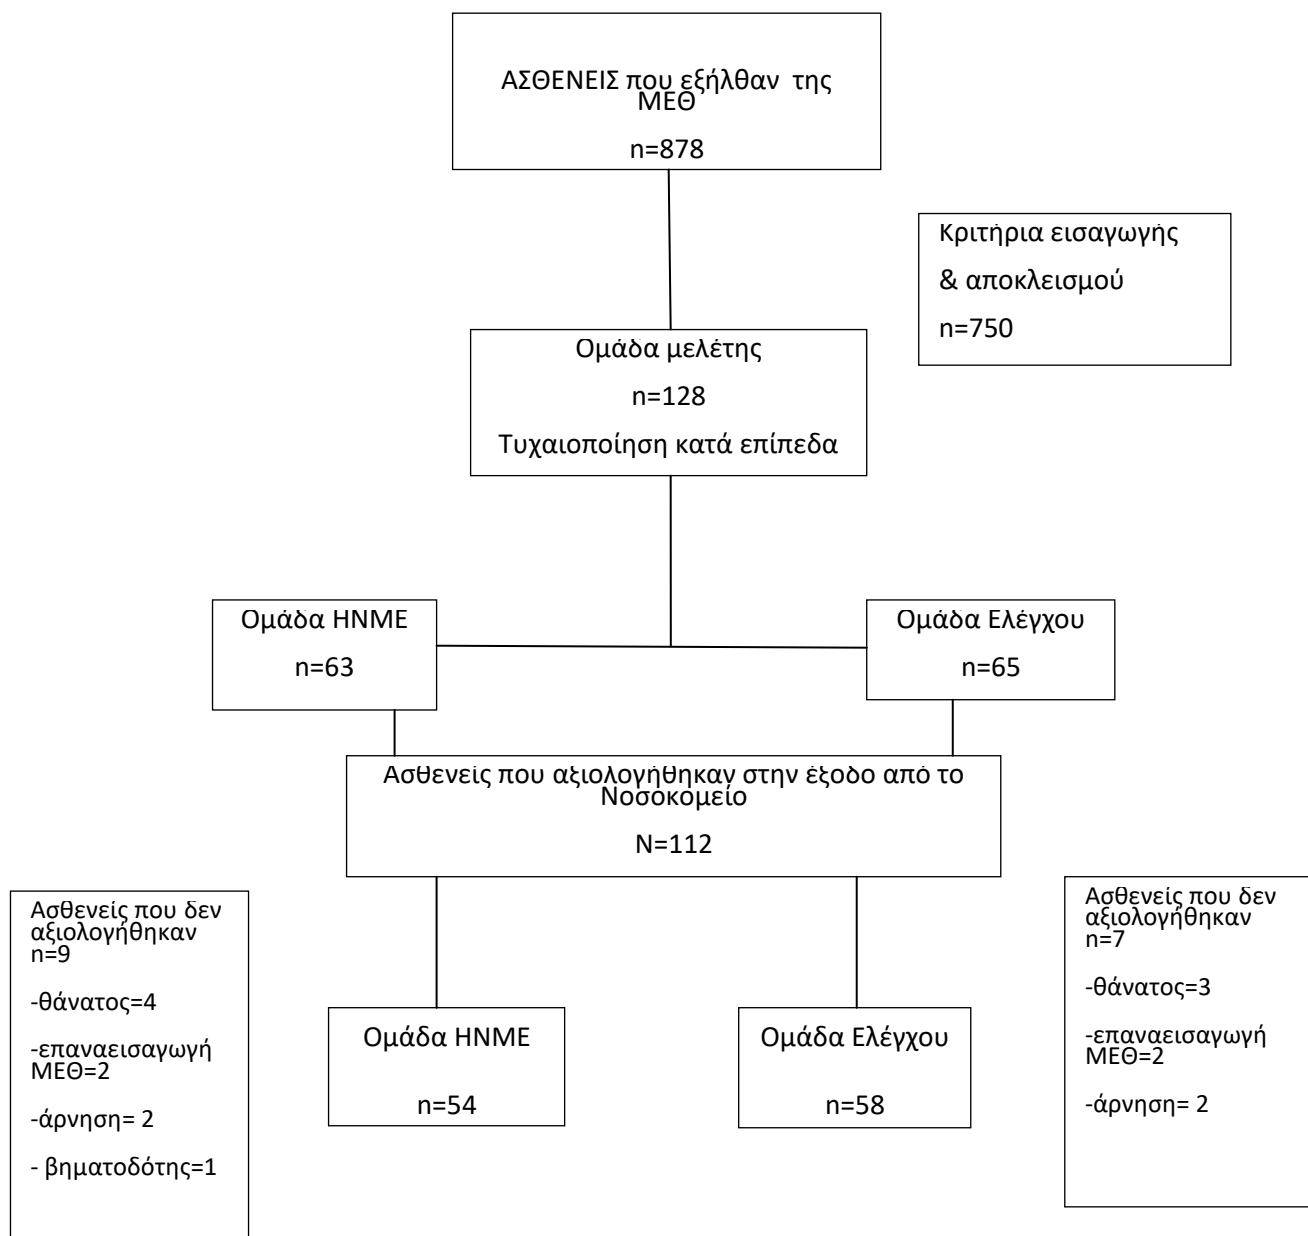 ΑΣΘΕΝΕΙΣ που εξήλθαν της
ΜΕΘ
n=878
Κριτήρια εισαγωγής
& αποκλεισμού
n=750
Ομάδα μελέτης
n=128
Τυχαιοποίηση κατά επίπεδα
Ομάδα ΗΝΜΕ
n=63
Ομάδα Ελέγχου
n=65
Ασθενείς που αξιολογήθηκαν στην έξοδο από το
Νοσοκομείο
N=112
Ασθενείς που δεν
αξιολογήθηκαν
n=9
-θάνατος=4
-επαναεισαγωγή
ΜΕΘ=2
-άρνηση= 2
- βηματοδότης=1
Ομάδα ΗΝΜΕ
n=54
Ομάδα Ελέγχου
n=58
Ασθενείς που δεν
αξιολογήθηκαν
n=7
-θάνατος=3
-επαναεισαγωγή
ΜΕΘ=2
-άρνηση= 2